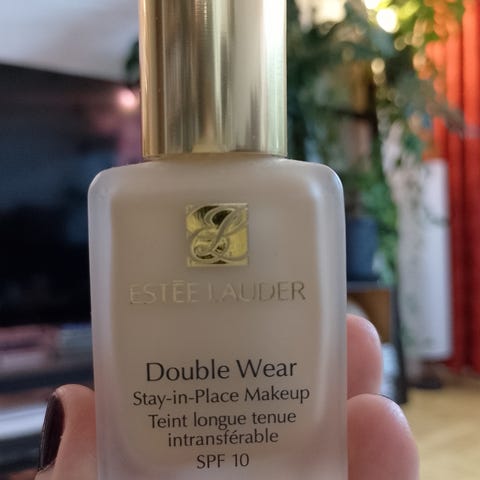 ESTĒE LAUDER
Double Wear
Stay-in-Place Makeup
Teint longue tenue
intransférable
SPF 10